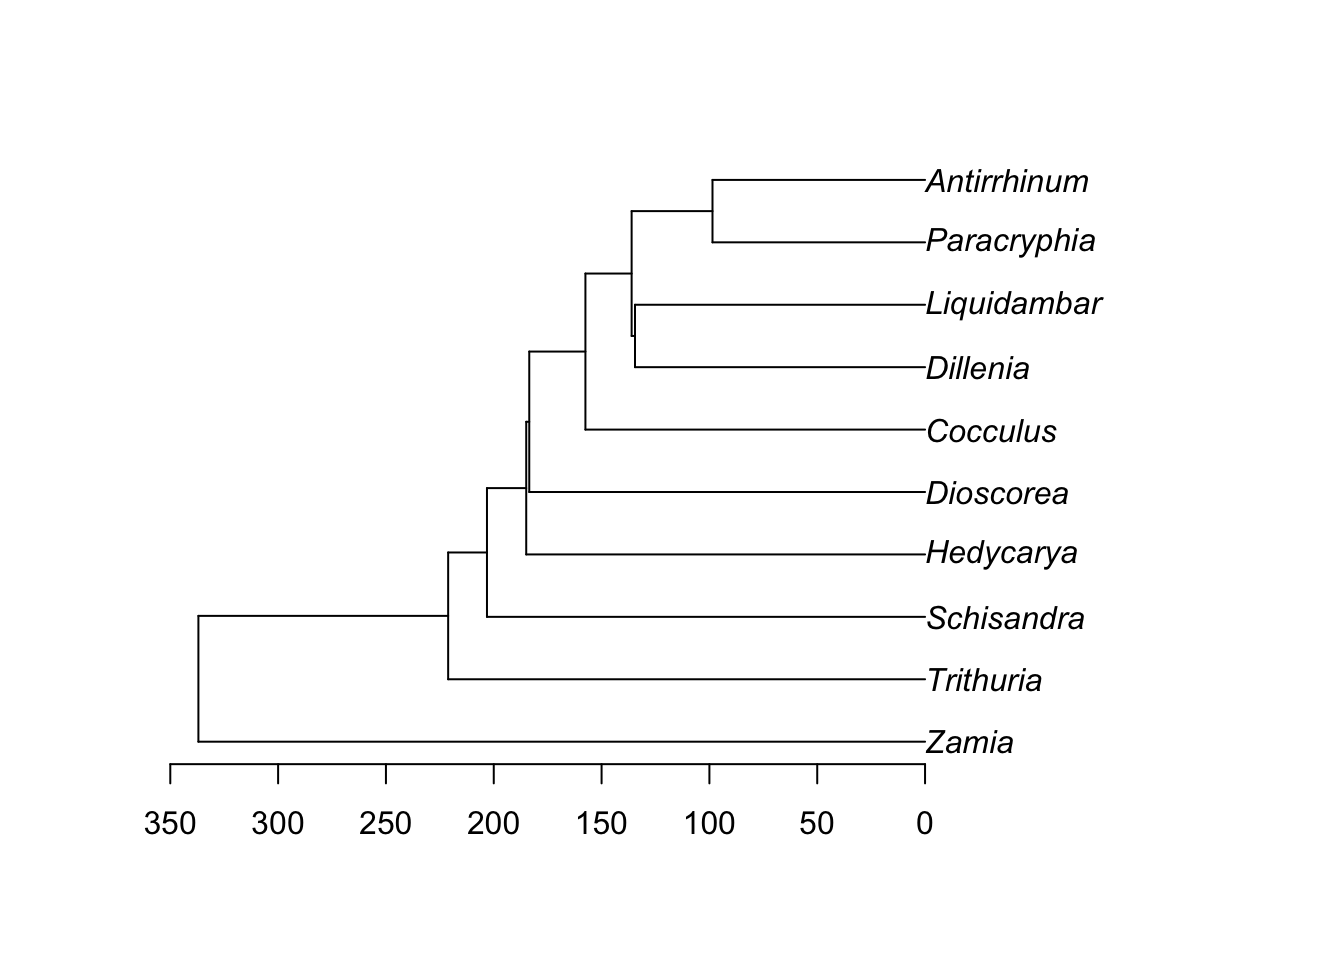 Antirrhinum
Paracryphia
Liquidambar
Dillenia
Cocculus
Dioscorea
Hedycarya
Schisandra
Trithuria
Zamia
350 300 250 200 150 100 50 0